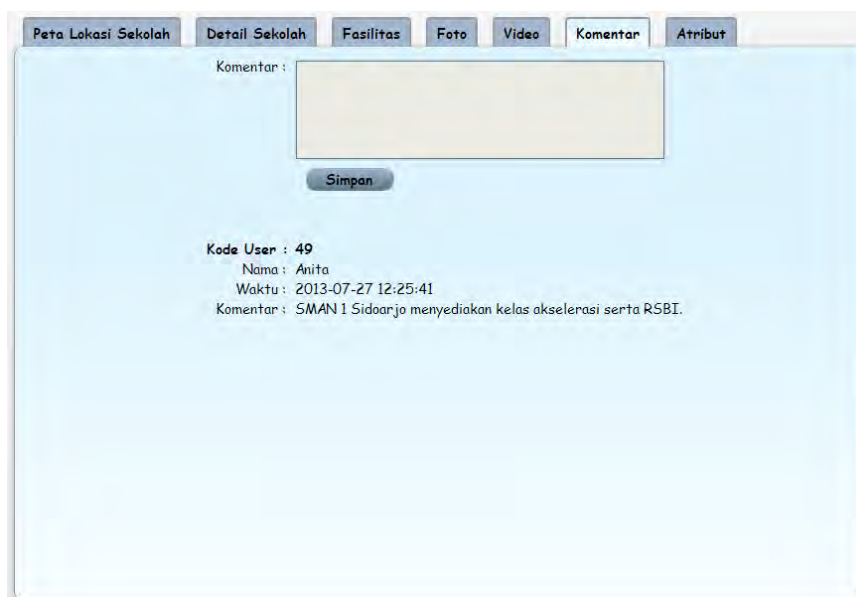 Peta Lokasi Sekolah Detail Sekolah Fasilitas Foto Video Komentar Atribut
Komentar :
Simpan
Kode User : 49
Nama : Anita
Waktu : 2013-07-27 12:25:41
Komentar : SMAN 1 Sidoarjo menyediakan kelas akselerasi serta RSBI.